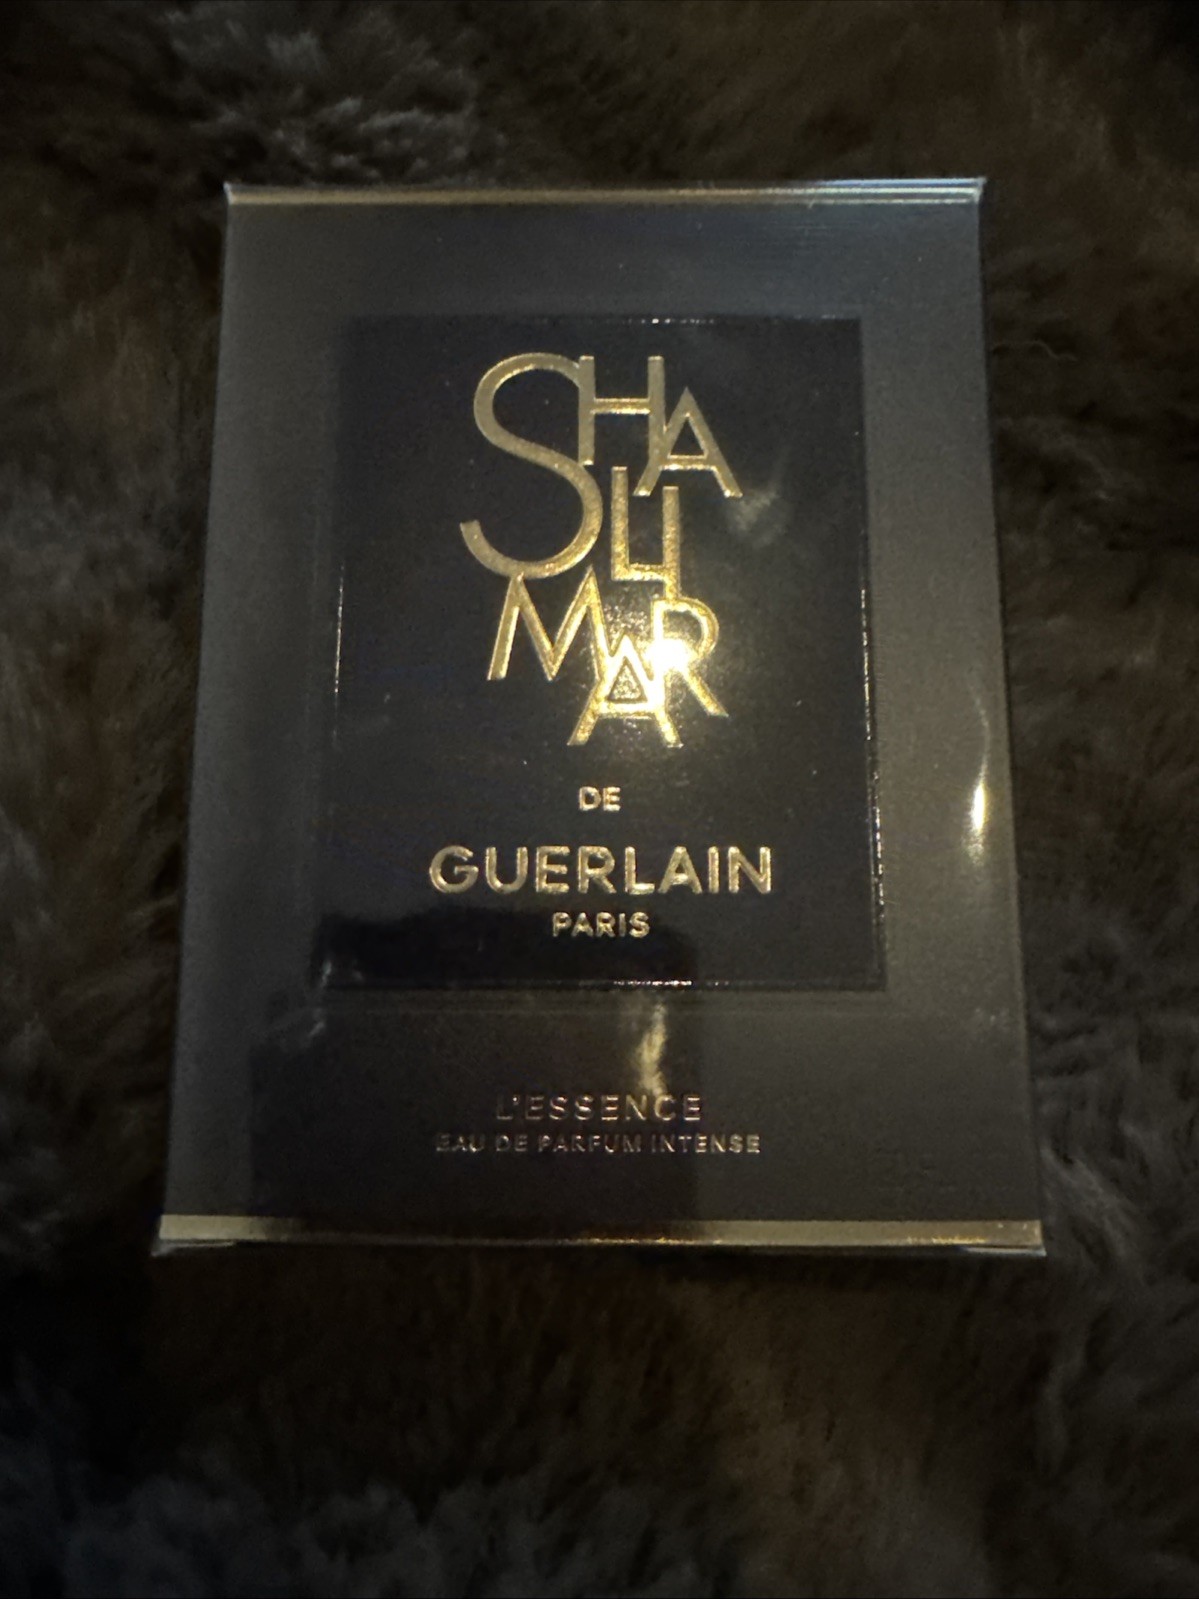 SHALIMAR
DE
GUERLAIN
PARIS
L'ESSENCE
EAU DE PARFUM INTENSE